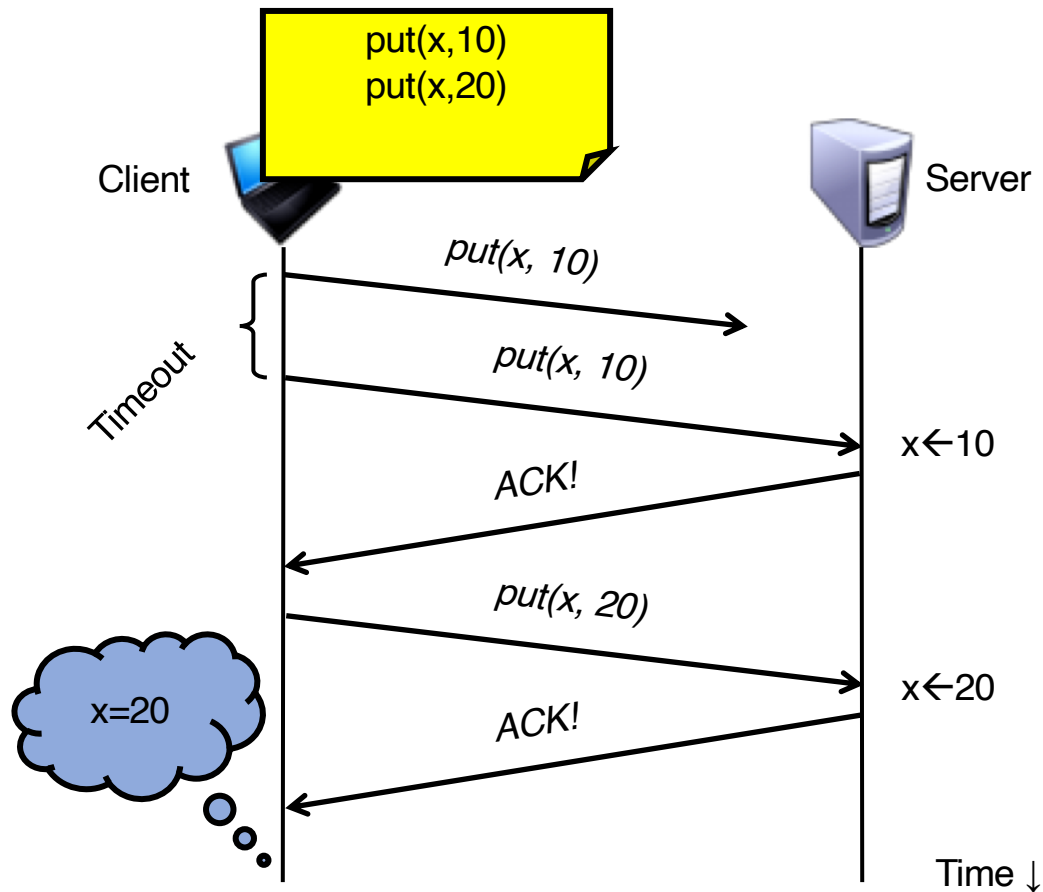 put(x,10)
put(x,20)
Client
Server
put(x, 10)
Timeout
put(x, 10)
x←10
ACK!
put(x, 20)
x←20
x=20
ACK!
Time ↓